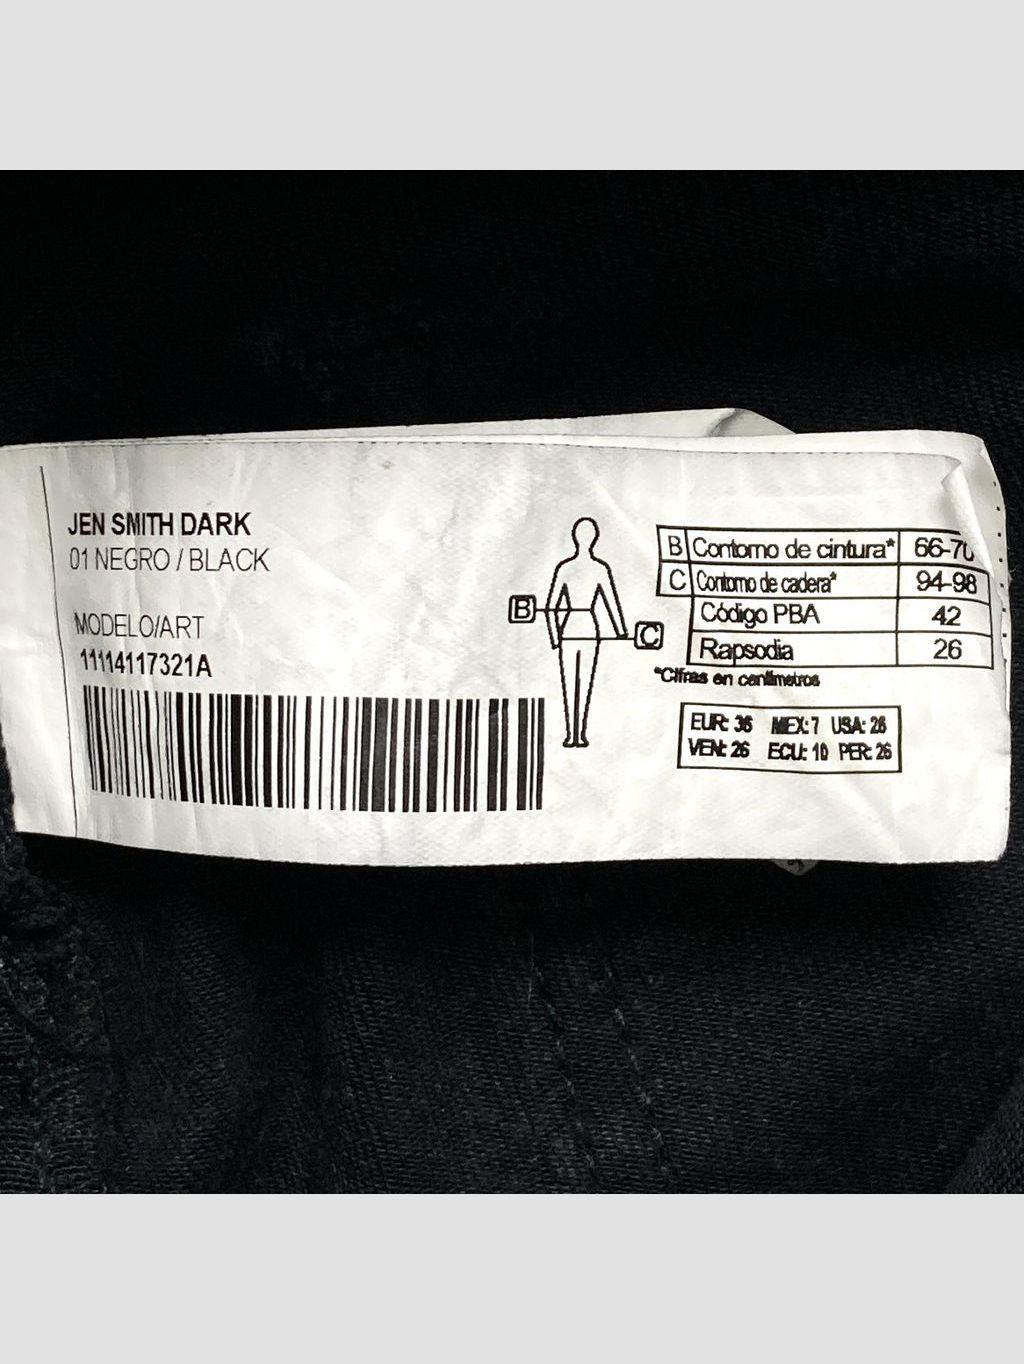 JEN SMITH DARK
01 NEGRO / BLACK
MODELO/ART
11114117321A
B
C
B Contorno de cintura* 66-70
C Contorno de cadera* 94-98
Código PBA 42
Rapsodia 26
*Cifras en centimetros
EUR: 36 MEX: 7 USA: 26
VEN: 26 ECU: 10 PER: 26